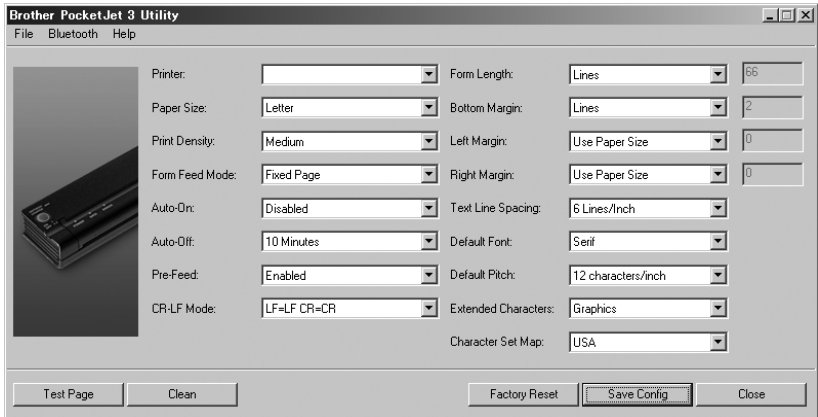 Brother PocketJet 3 Utility
File Bluetooth Help
Printer:
Paper Size: Letter
Print Density: Medium
Form Feed Mode: Fixed Page
Auto-On: Disabled
Auto-Off: 10 Minutes
Pre-Feed: Enabled
CR-LF Mode: LF=LF CR=CR
Form Length: Lines 66
Bottom Margin: Lines 2
Left Margin: Use Paper Size 0
Right Margin: Use Paper Size 0
Text Line Spacing: 6 Lines/Inch
Default Font: Serif
Default Pitch: 12 characters/inch
Extended Characters: Graphics
Character Set Map: USA
Test Page Clean Factory Reset Save Config Close